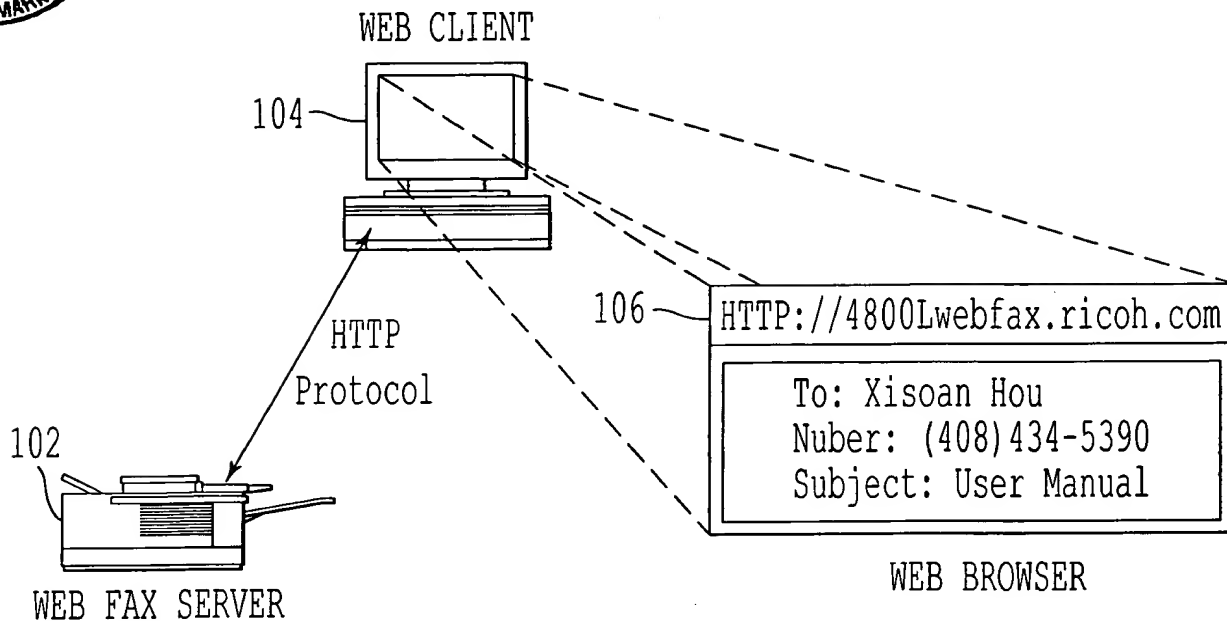 WEB CLIENT
104
106
HTTP://4800Lwebfax.ricoh.com
HTTP
Protocol
To: Xisoan Hou
Nuber: (408)434-5390
Subject: User Manual
102
WEB BROWSER
WEB FAX SERVER